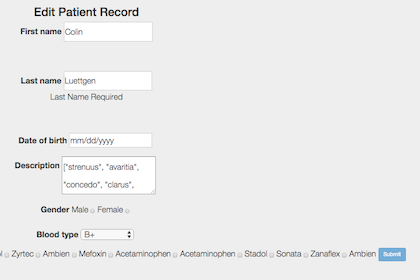 Edit Patient Record
First name Colin
Last name Luettgen
Last Name Required
Date of birth mm/dd/yyyy
Description ["strenuus", "avaritia",
"concedo", "clarus",
Gender Male Female
Blood type B+
Zyrtec Ambien Mefoxin Acetaminophen Acetaminophen Stadol Sonata Zanaflex Ambien Submit